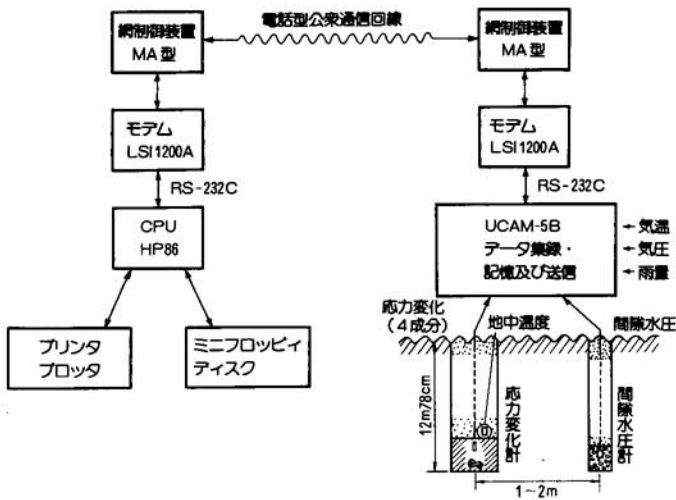 電話型公衆通信回線
網制御装置
MA型
モデム
LSI1200A
RS-232C
CPU
HP86
プリンタ
プロッタ
ミニフロッピィ
ディスク
網制御装置
MA型
モデム
LSI1200A
RS-232C
UCAM-5B
データ集録・
記憶及び送信
気温
気圧
雨量
応力変化
(4成分)
地中温度
間隙水圧
12m78cm
応力変化計
間隙水圧計
1~2m